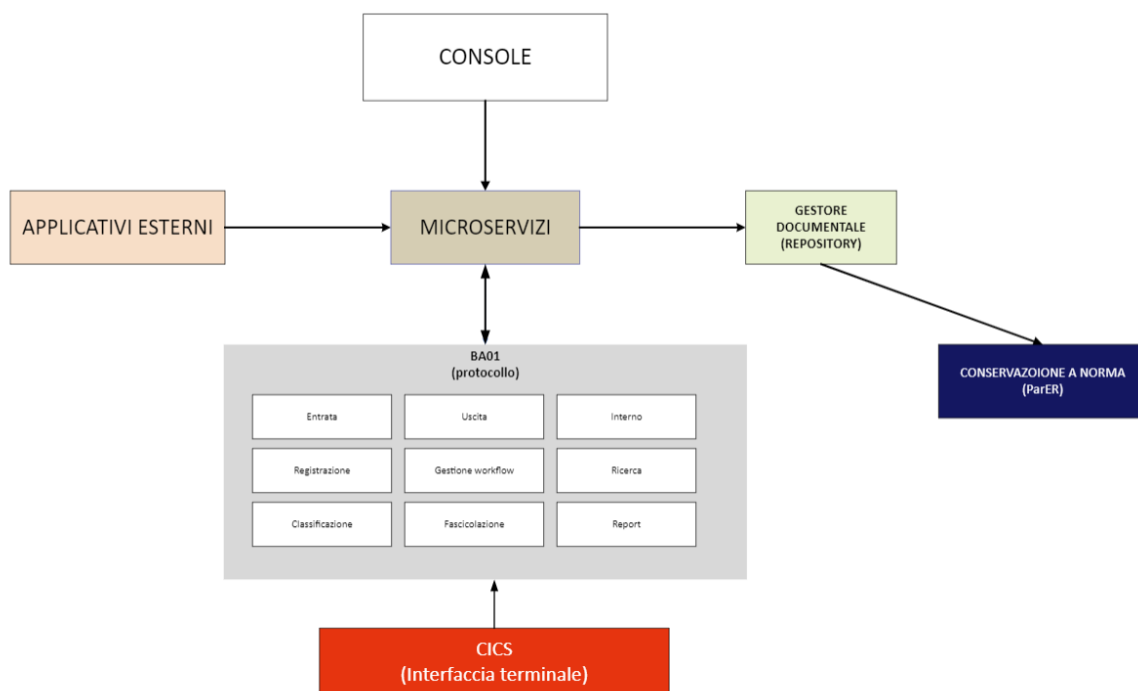 CONSOLE
APPLICATIVI ESTERNI
MICROSERVIZI
GESTORE
DOCUMENTALE
(REPOSITORY)
BA01
(protocollo)
CONSERVAZOIONE A NORMA
(ParER)
Entrata
Uscita
Interno
Registrazione
Gestione workflow
Ricerca
Classificazione
Fascicolazione
Report
CICS
(Interfaccia terminale)